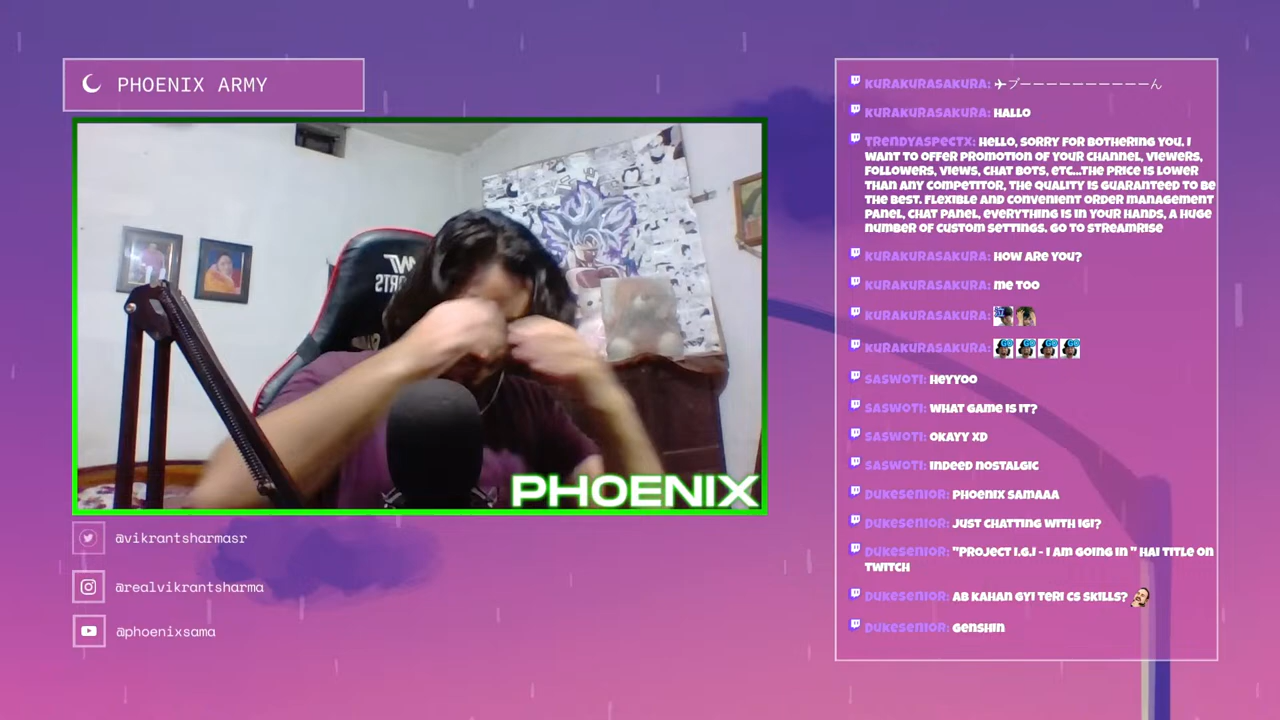 PHOENIX ARMY
PHOENIX
@vikrantsharmasr
@realvikrantsharma
@phoenixsama
KURAKURASAKURA: ✈プーーーーーーーーーーん
KURAKURASAKURA: HALLO
TRENDYASPECTX: HELLO, SORRY FOR BOTHERING YOU. I
WANT TO OFFER PROMOTION OF YOUR CHANNEL, VIEWERS,
FOLLOWERS, VIEWS, CHAT BOTS, ETC...THE PRICE IS LOWER
THAN ANY COMPETITOR, THE QUALITY IS GUARANTEED TO BE
THE BEST. FLEXIBLE AND CONVENIENT ORDER MANAGEMENT
PANEL, CHAT PANEL, EVERYTHING IS IN YOUR HANDS, A HUGE
NUMBER OF CUSTOM SETTINGS. GO TO STREAMRISE
KURAKURASAKURA: HOW ARE YOU?
KURAKURASAKURA: ME TOO
KURAKURASAKURA:
KURAKURASAKURA:
SASWOTI: HEYYOO
SASWOTI: WHAT GAME IS IT?
SASWOTI: OKAYY XD
SASWOTI: INDEED NOSTALGIC
DUKESENIOR: PHOENIX SAMAAA
DUKESENIOR: JUST CHATTING WITH IGI?
DUKESENIOR: "PROJECT I.G.I - I AM GOING IN " HAI TITLE ON
TWITCH
DUKESENIOR: AB KAHAN GYI TERI CS SKILLS?
DUKESENIOR: GENSHIN